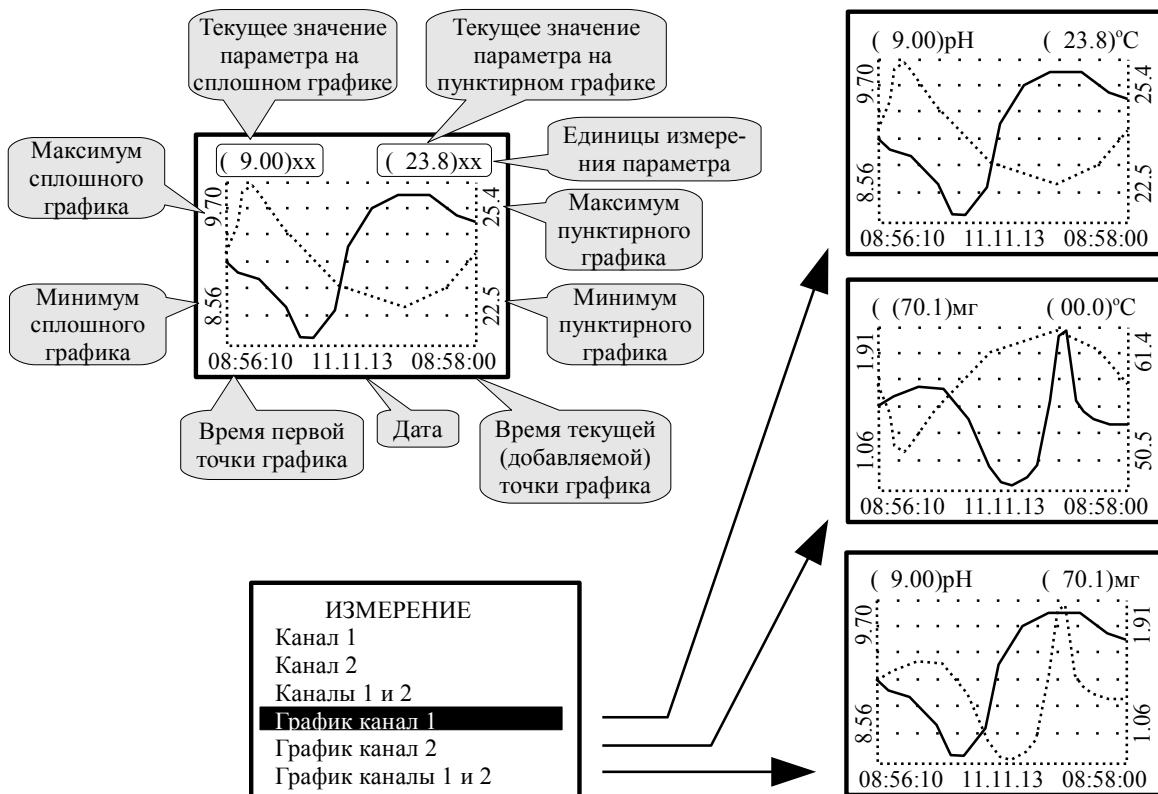 Текущее значение
параметра на
сплошном графике
Текущее значение
параметра на
пунктирном графике
Максимум
сплошного
графика
Единицы измере-
ния параметра
( 9.00)xx
( 23.8)xx
9.70
8.56
25.4
22.5
08:56:10 11.11.13 08:58:00
Максимум
пунктирного
графика
Минимум
сплошного
графика
Минимум
пунктирного
графика
Время первой
точки графика
Дата
Время текущей
(добавляемой)
точки графика
( 9.00)pH ( 23.8)°C
9.70
8.56
25.4
22.5
08:56:10 11.11.13 08:58:00
( (70.1)мг ( 00.0)°C
1.91
1.06
61.4
50.5
08:56:10 11.11.13 08:58:00
( 9.00)pH ( 70.1)мг
9.70
8.56
1.91
1.06
08:56:10 11.11.13 08:58:00
ИЗМЕРЕНИЕ
Канал 1
Канал 2
Каналы 1 и 2
График канал 1
График канал 2
График каналы 1 и 2